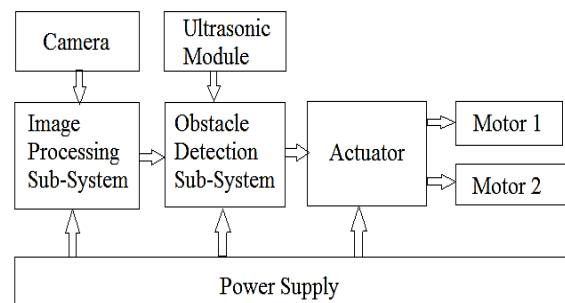 Camera
Ultrasonic
Module
Image
Processing
Sub-System
Obstacle
Detection
Sub-System
Actuator
Motor 1
Motor 2
Power Supply